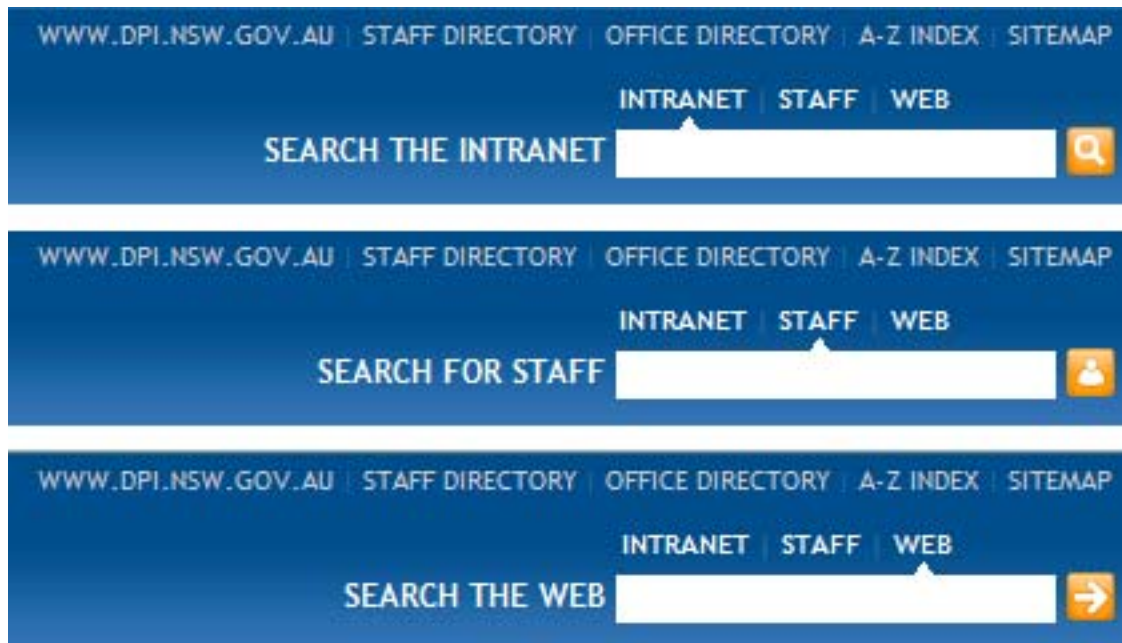 WWW.DPI.NSW.GOV.AU | STAFF DIRECTORY | OFFICE DIRECTORY | A-Z INDEX | SITEMAP
INTRANET | STAFF | WEB
SEARCH THE INTRANET
WWW.DPI.NSW.GOV.AU | STAFF DIRECTORY | OFFICE DIRECTORY | A-Z INDEX | SITEMAP
INTRANET | STAFF | WEB
SEARCH FOR STAFF
WWW.DPI.NSW.GOV.AU | STAFF DIRECTORY | OFFICE DIRECTORY | A-Z INDEX | SITEMAP
INTRANET | STAFF | WEB
SEARCH THE WEB